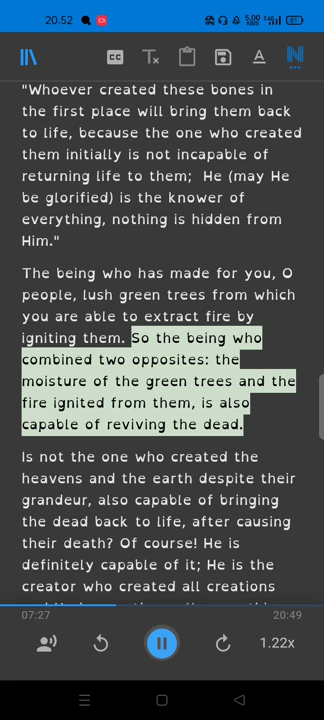 20.52
5.00
KB/S
"Whoever created these bones in
the first place will bring them back
to life, because the one who created
them initially is not incapable of
returning life to them;  He (may He
be glorified) is the knower of
everything, nothing is hidden from
Him."
The being who has made for you, O
people, lush green trees from which
you are able to extract fire by
igniting them. So the being who
combined two opposites: the
moisture of the green trees and the
fire ignited from them, is also
capable of reviving the dead.
Is not the one who created the
heavens and the earth despite their
grandeur, also capable of bringing
the dead back to life, after causing
their death? Of course! He is
definitely capable of it; He is the
creator who created all creations
07:27
20:49
1.22x